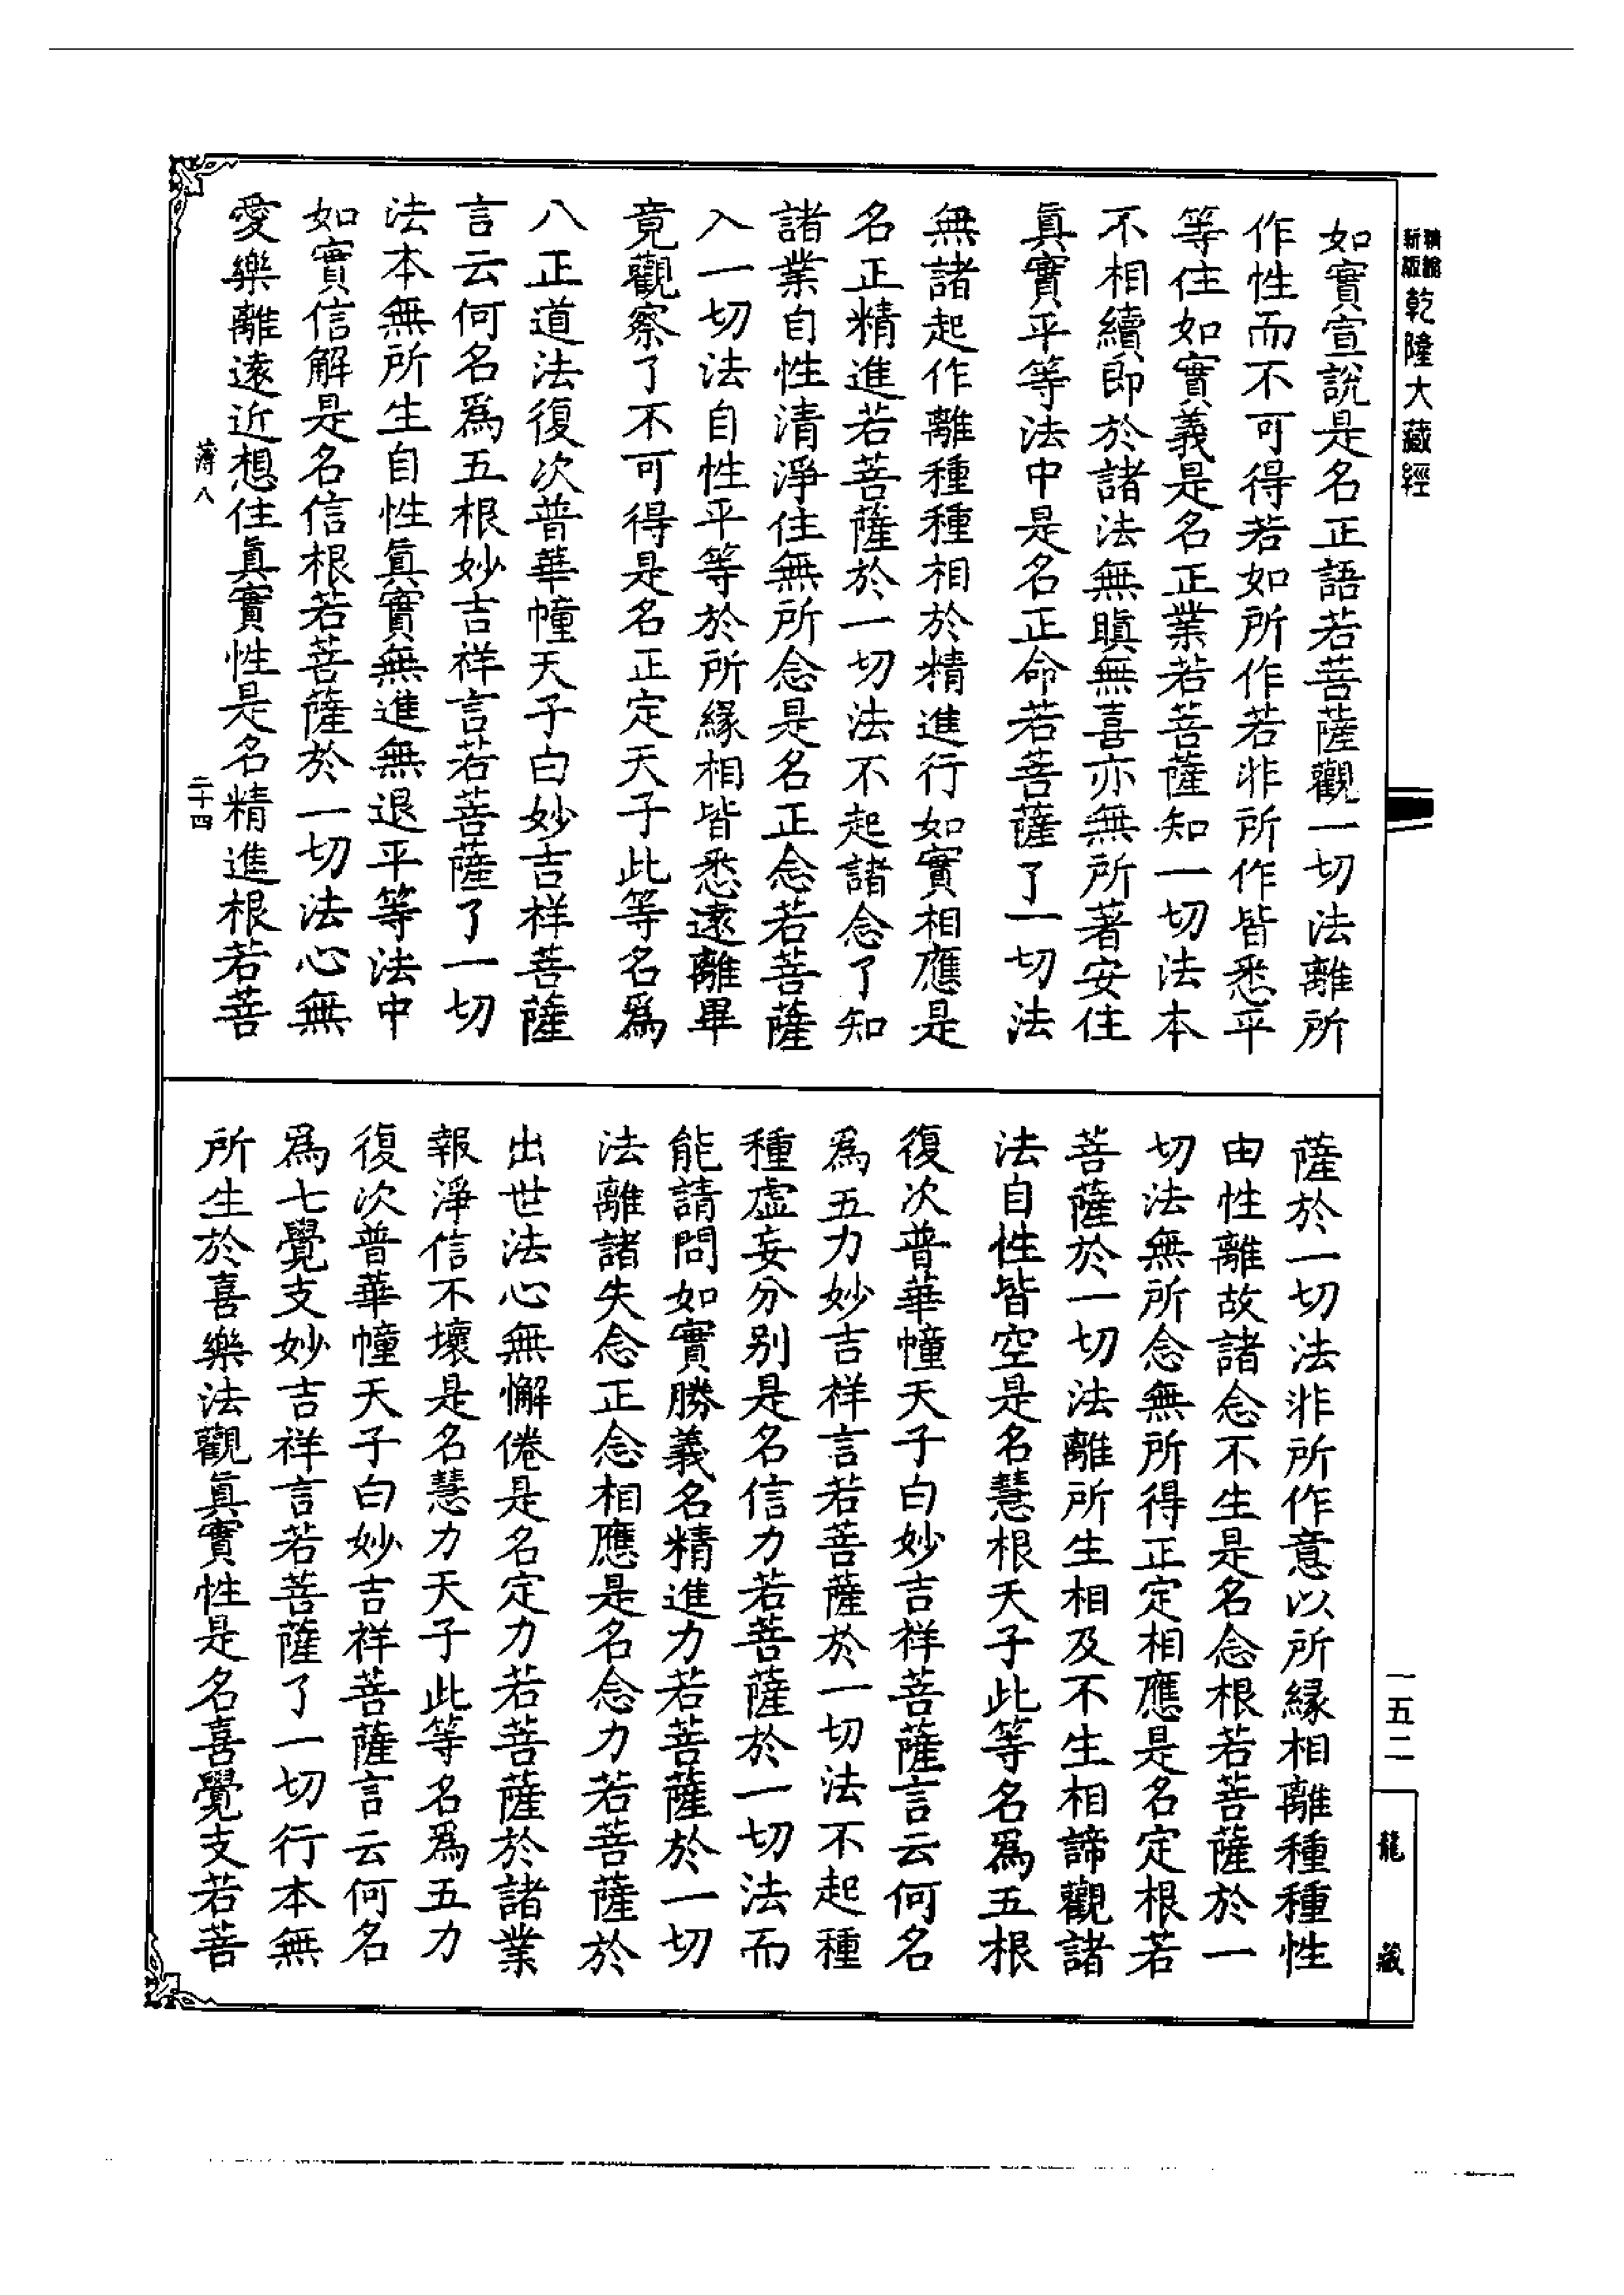 新版
精縮
乾隆大藏經
如實宣說是名正語若菩薩觀一切法離所
作性而不可得若如所作若非所作皆悉平
等住如實義是名正業若菩薩知一切法本
不相續即於諸法無瞋無喜亦無所著安住
眞實平等法中是名正命若菩薩了一切法
無諸起作離種種相於精進行如實相應是
名正精進若菩薩於一切法不起諸念了知
諸業自性清淨住無所念是名正念若菩薩
入一切法自性平等於所緣相皆悉遠離畢
竟觀察了不可得是名正定天子此等名爲
八正道法復次普華幢天子白妙吉祥菩薩
言云何名爲五根妙吉祥言若菩薩了一切
法本無所生自性眞實無進無退平等法中
如實信解是名信根若菩薩於一切法心無
愛樂離遠近想住眞實性是名精進根若菩
薄八
二十四
薩於一切法非所作意以所緣相離種種性
由性離故諸念不生是名念根若菩薩於一
切法無所念無所得正定相應是名定根若
菩薩於一切法離所生相及不生相諦觀諸
法自性皆空是名慧根天子此等名爲五根
復次普華幢天子白妙吉祥菩薩言云何名
爲五力妙吉祥言若菩薩於一切法不起種
種虛妄分別是名信力若菩薩於一切法而
能請問如實勝義名精進力若菩薩於一切
法離諸失念正念相應是名念力若菩薩於
出世法心無懈倦是名定力若菩薩於諸業
報淨信不壞是名慧力天子此等名爲五力
復次普華幢天子白妙吉祥菩薩言云何名
爲七覺支妙吉祥言若菩薩了一切行本無
所生於喜樂法觀眞實性是名喜覺支若菩
一五二
龍藏